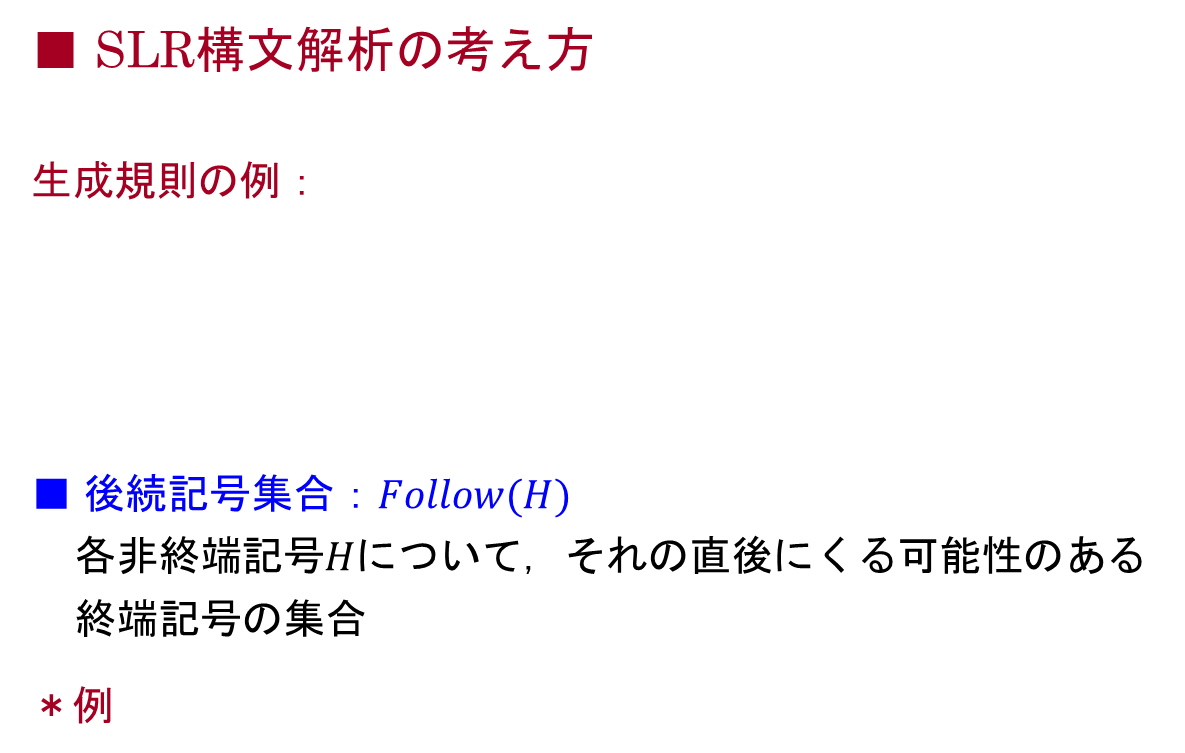 ■ SLR構文解析の考え方
生成規則の例：
■ 後続記号集合：Follow(H)
各非終端記号Hについて，それの直後にくる可能性のある
終端記号の集合
＊例